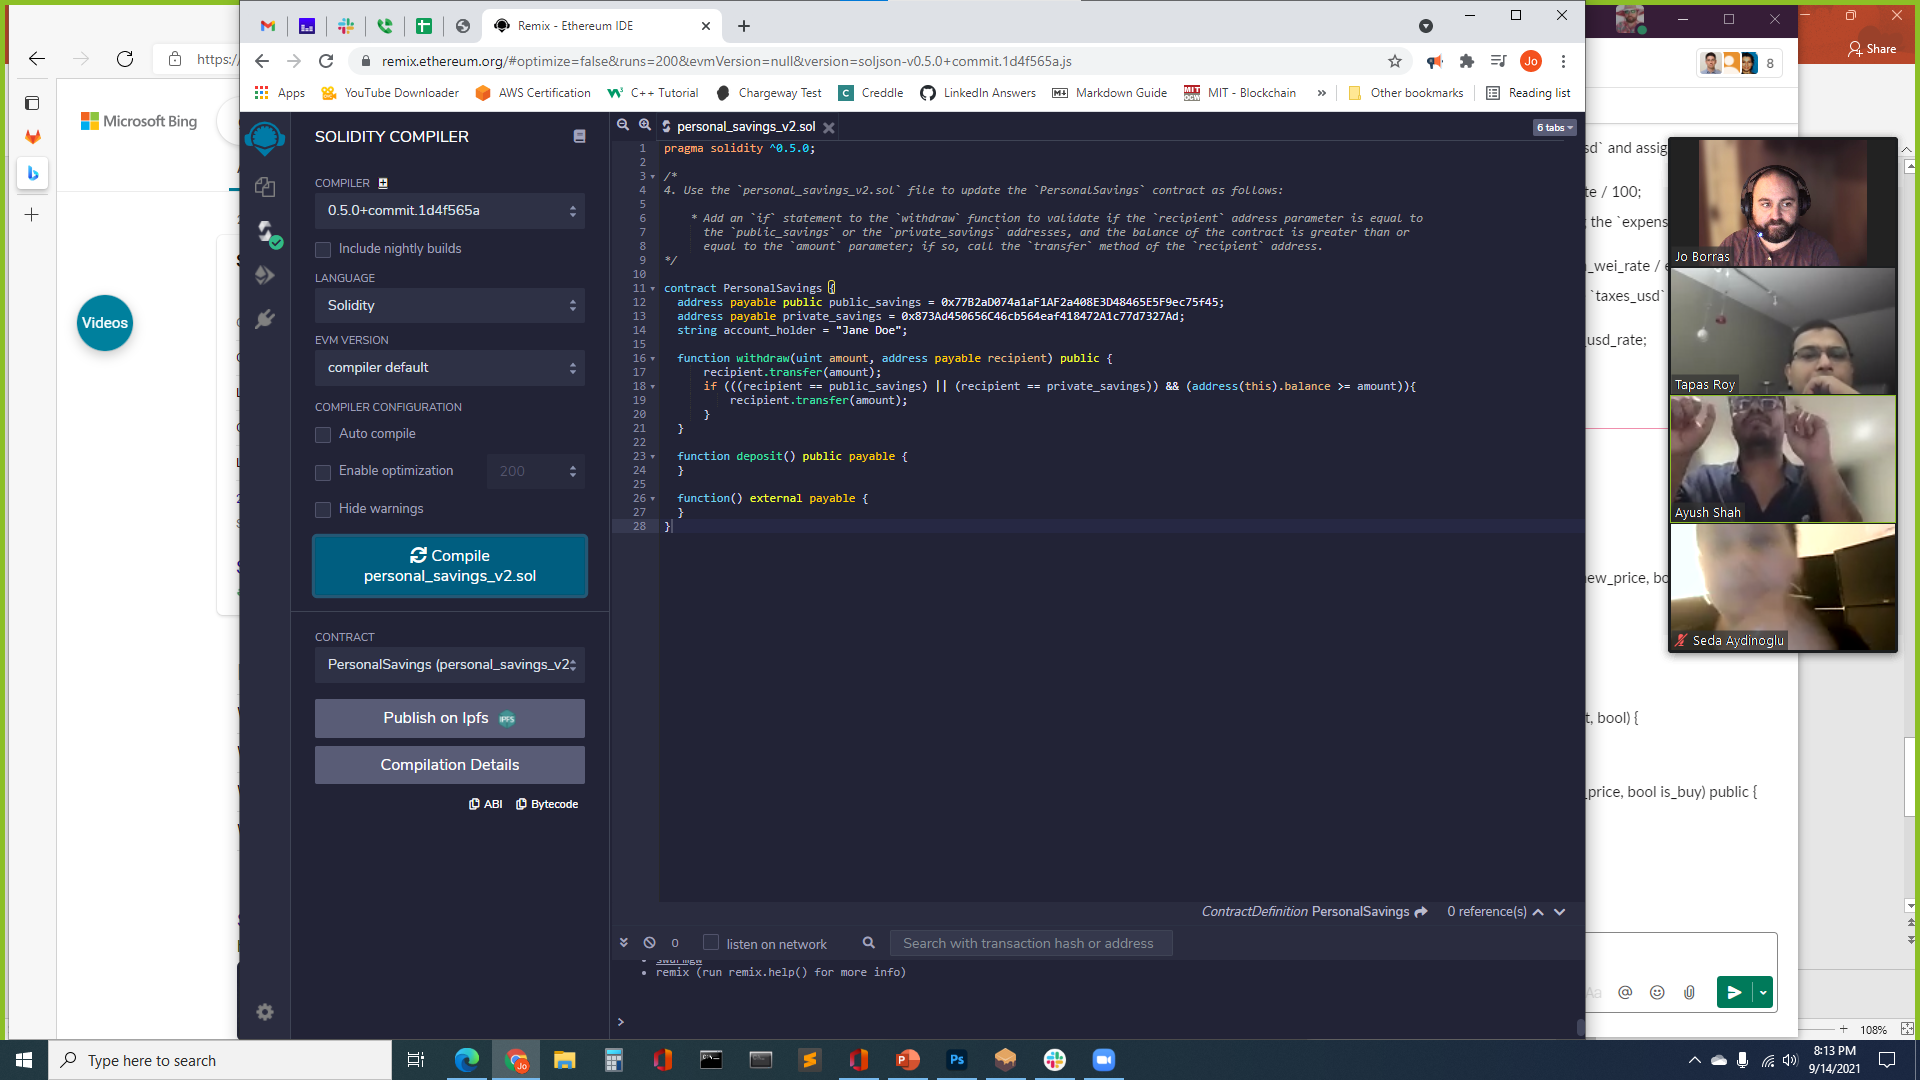 Remix - Ethereum IDE
Share
https:/
remix.ethereum.org/#optimize=false&runs=200&evmVersion=null&version=soljson-v0.5.0+commit.1d4f565a.js
Jo
8
Apps
YouTube Downloader
AWS Certification
C++ Tutorial
Chargeway Test
Creddle
LinkedIn Answers
Markdown Guide
MIT - Blockchain
»
Other bookmarks
Reading list
Microsoft Bing
SOLIDITY COMPILER
personal_savings_v2.sol
6 tabs
COMPILER
0.5.0+commit.1d4f565a
Include nightly builds
LANGUAGE
Solidity
EVM VERSION
compiler default
COMPILER CONFIGURATION
Auto compile
Enable optimization
200
Hide warnings
Compile
personal_savings_v2.sol
CONTRACT
PersonalSavings (personal_savings_v2
Publish on Ipfs
IPFS
Compilation Details
ABI
Bytecode
Videos
1 pragma solidity ^0.5.0;
2
3 /*
4 4. Use the `personal_savings_v2.sol` file to update the `PersonalSavings` contract as follows:
5
6 * Add an `if` statement to the `withdraw` function to validate if the `recipient` address parameter is equal to
7 the `public_savings` or the `private_savings` addresses, and the balance of the contract is greater than or
8 equal to the `amount` parameter; if so, call the `transfer` method of the `recipient` address.
9 */
10
11 contract PersonalSavings {
12 address payable public public_savings = 0x77B2aD074a1aF1AF2a408E3D48465E5F9ec75f45;
13 address payable private_savings = 0x873Ad450656C46cb564eaf418472A1c77d7327Ad;
14 string account_holder = "Jane Doe";
15
16 function withdraw(uint amount, address payable recipient) public {
17 recipient.transfer(amount);
18 if (((recipient == public_savings) || (recipient == private_savings)) && (address(this).balance >= amount)){
19 recipient.transfer(amount);
20 }
21 }
22
23 function deposit() public payable {
24 }
25
26 function() external payable {
27 }
28 }
ContractDefinition PersonalSavings
0 reference(s)
0
listen on network
Search with transaction hash or address
remix (run remix.help() for more info)
>
sd` and assig
te / 100;
g the `expens
_wei_rate / e
`taxes_usd`
usd_rate;
new_price, bo
t, bool) {
_price, bool is_buy) public {
Jo Borras
Tapas Roy
Ayush Shah
Seda Aydinoglu
Aa
@
108%
Type here to search
Jo
Ps
8:13 PM
9/14/2021